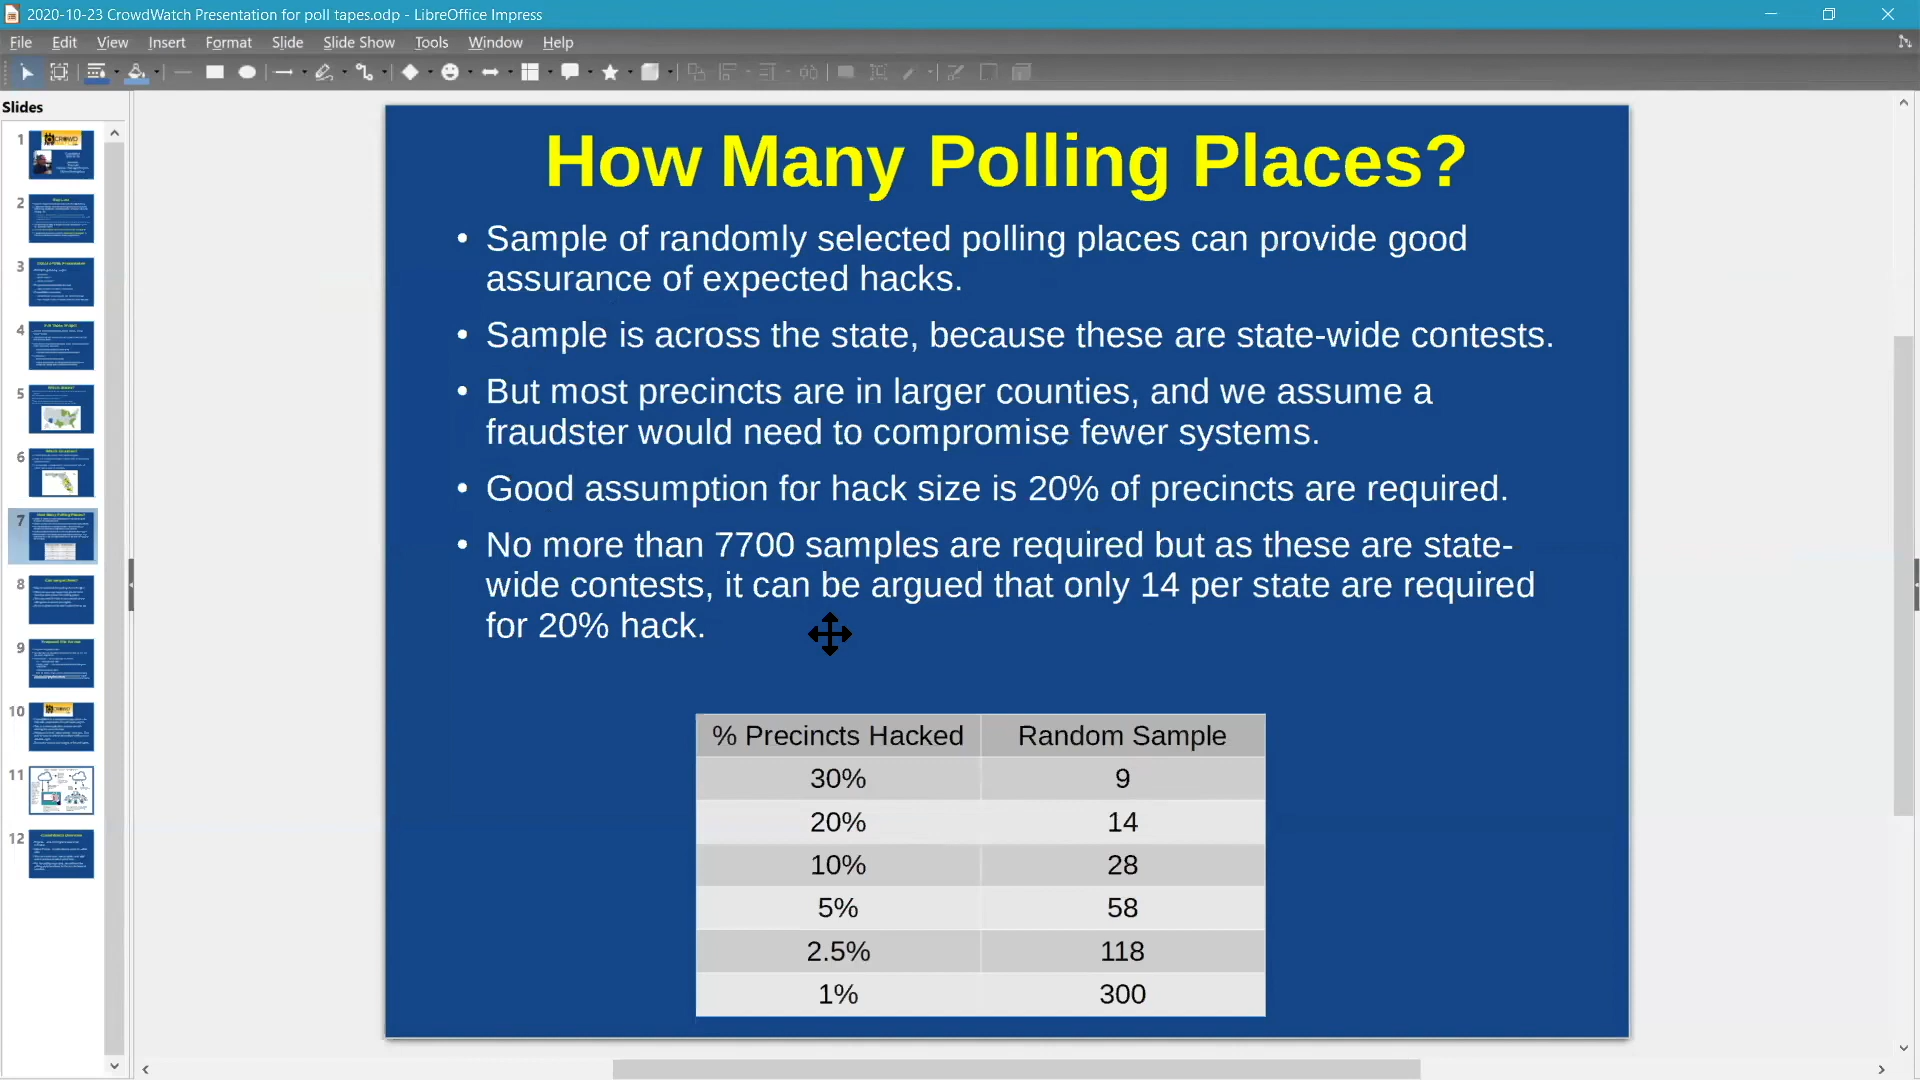 2020-10-23 CrowdWatch Presentation for poll tapes.odp - LibreOffice Impress
File Edit View Insert Format Slide Slide Show Tools Window Help
Slides
1
2
3
4
5
6
7
8
9
10
11
12
How Many Polling Places?
• Sample of randomly selected polling places can provide good
assurance of expected hacks.
• Sample is across the state, because these are state-wide contests.
• But most precincts are in larger counties, and we assume a
fraudster would need to compromise fewer systems.
• Good assumption for hack size is 20% of precincts are required.
• No more than 7700 samples are required but as these are state-
wide contests, it can be argued that only 14 per state are required
for 20% hack.
% Precincts Hacked Random Sample
30% 9
20% 14
10% 28
5% 58
2.5% 118
1% 300